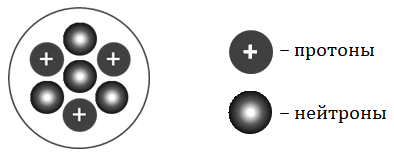 – протоны
– нейтроны